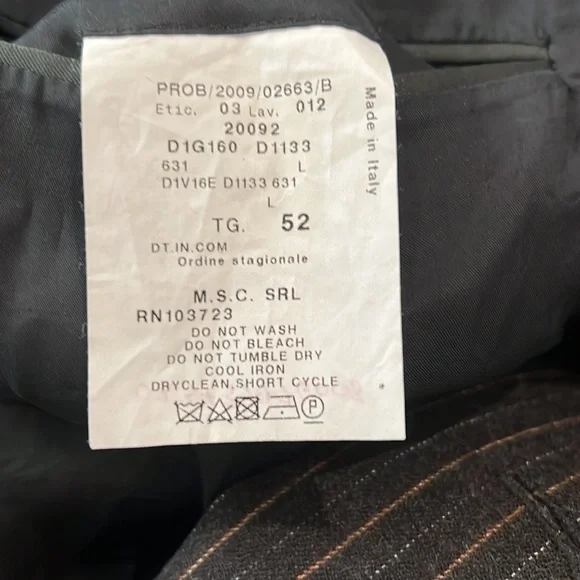 PROB/2009/02663/B
Etic. 03 Lav. 012
20092
D1G160 D1133
631 L
D1V16E D1133 631
L
TG. 52
DT.IN.COM
Ordine stagionale
M.S.C. SRL
RN103723
DO NOT WASH
DO NOT BLEACH
DO NOT TUMBLE DRY
COOL IRON
DRYCLEAN,SHORT CYCLE
P
Made in Italy